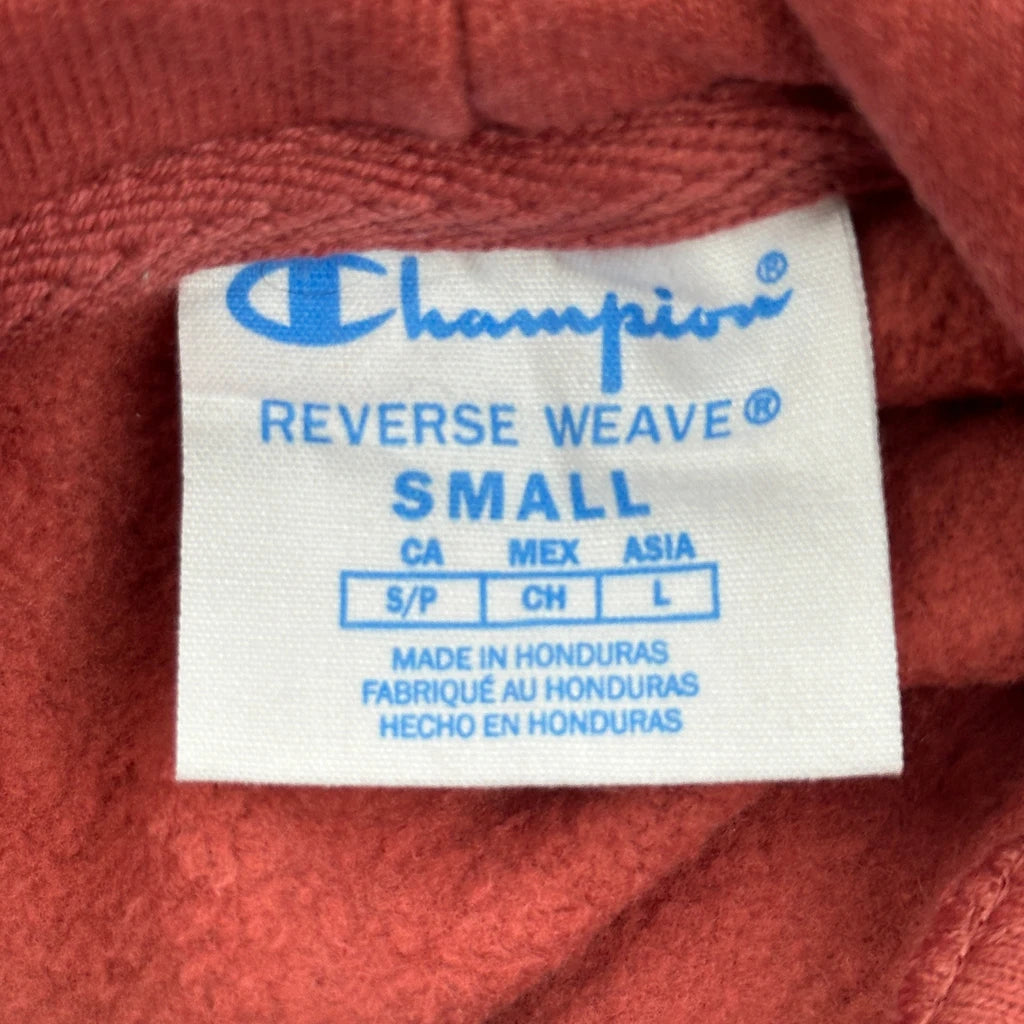 Champion®
REVERSE WEAVE®
SMALL
CA MEX ASIA
S/P CH L
MADE IN HONDURAS
FABRIQUÉ AU HONDURAS
HECHO EN HONDURAS